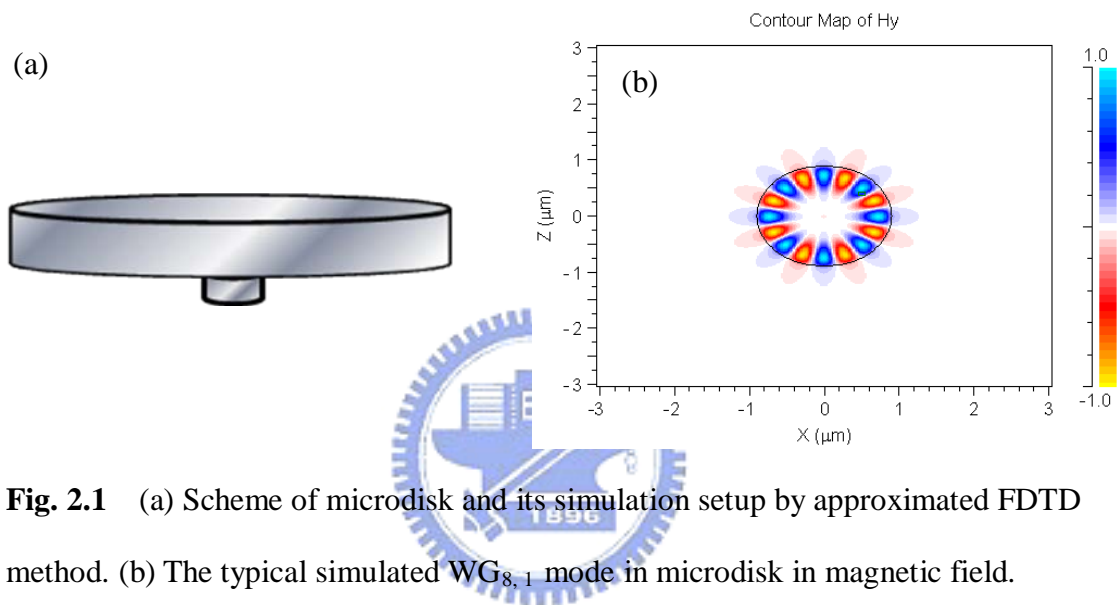 (a)
Contour Map of Hy
(b)
3
2
1
0
-1
-2
-3
Z (μm)
-3
-2
-1
0
1
2
3
X (μm)
1.0
-1.0
1896
Fig. 2.1 (a) Scheme of microdisk and its simulation setup by approximated FDTD
method. (b) The typical simulated WG8, 1 mode in microdisk in magnetic field.